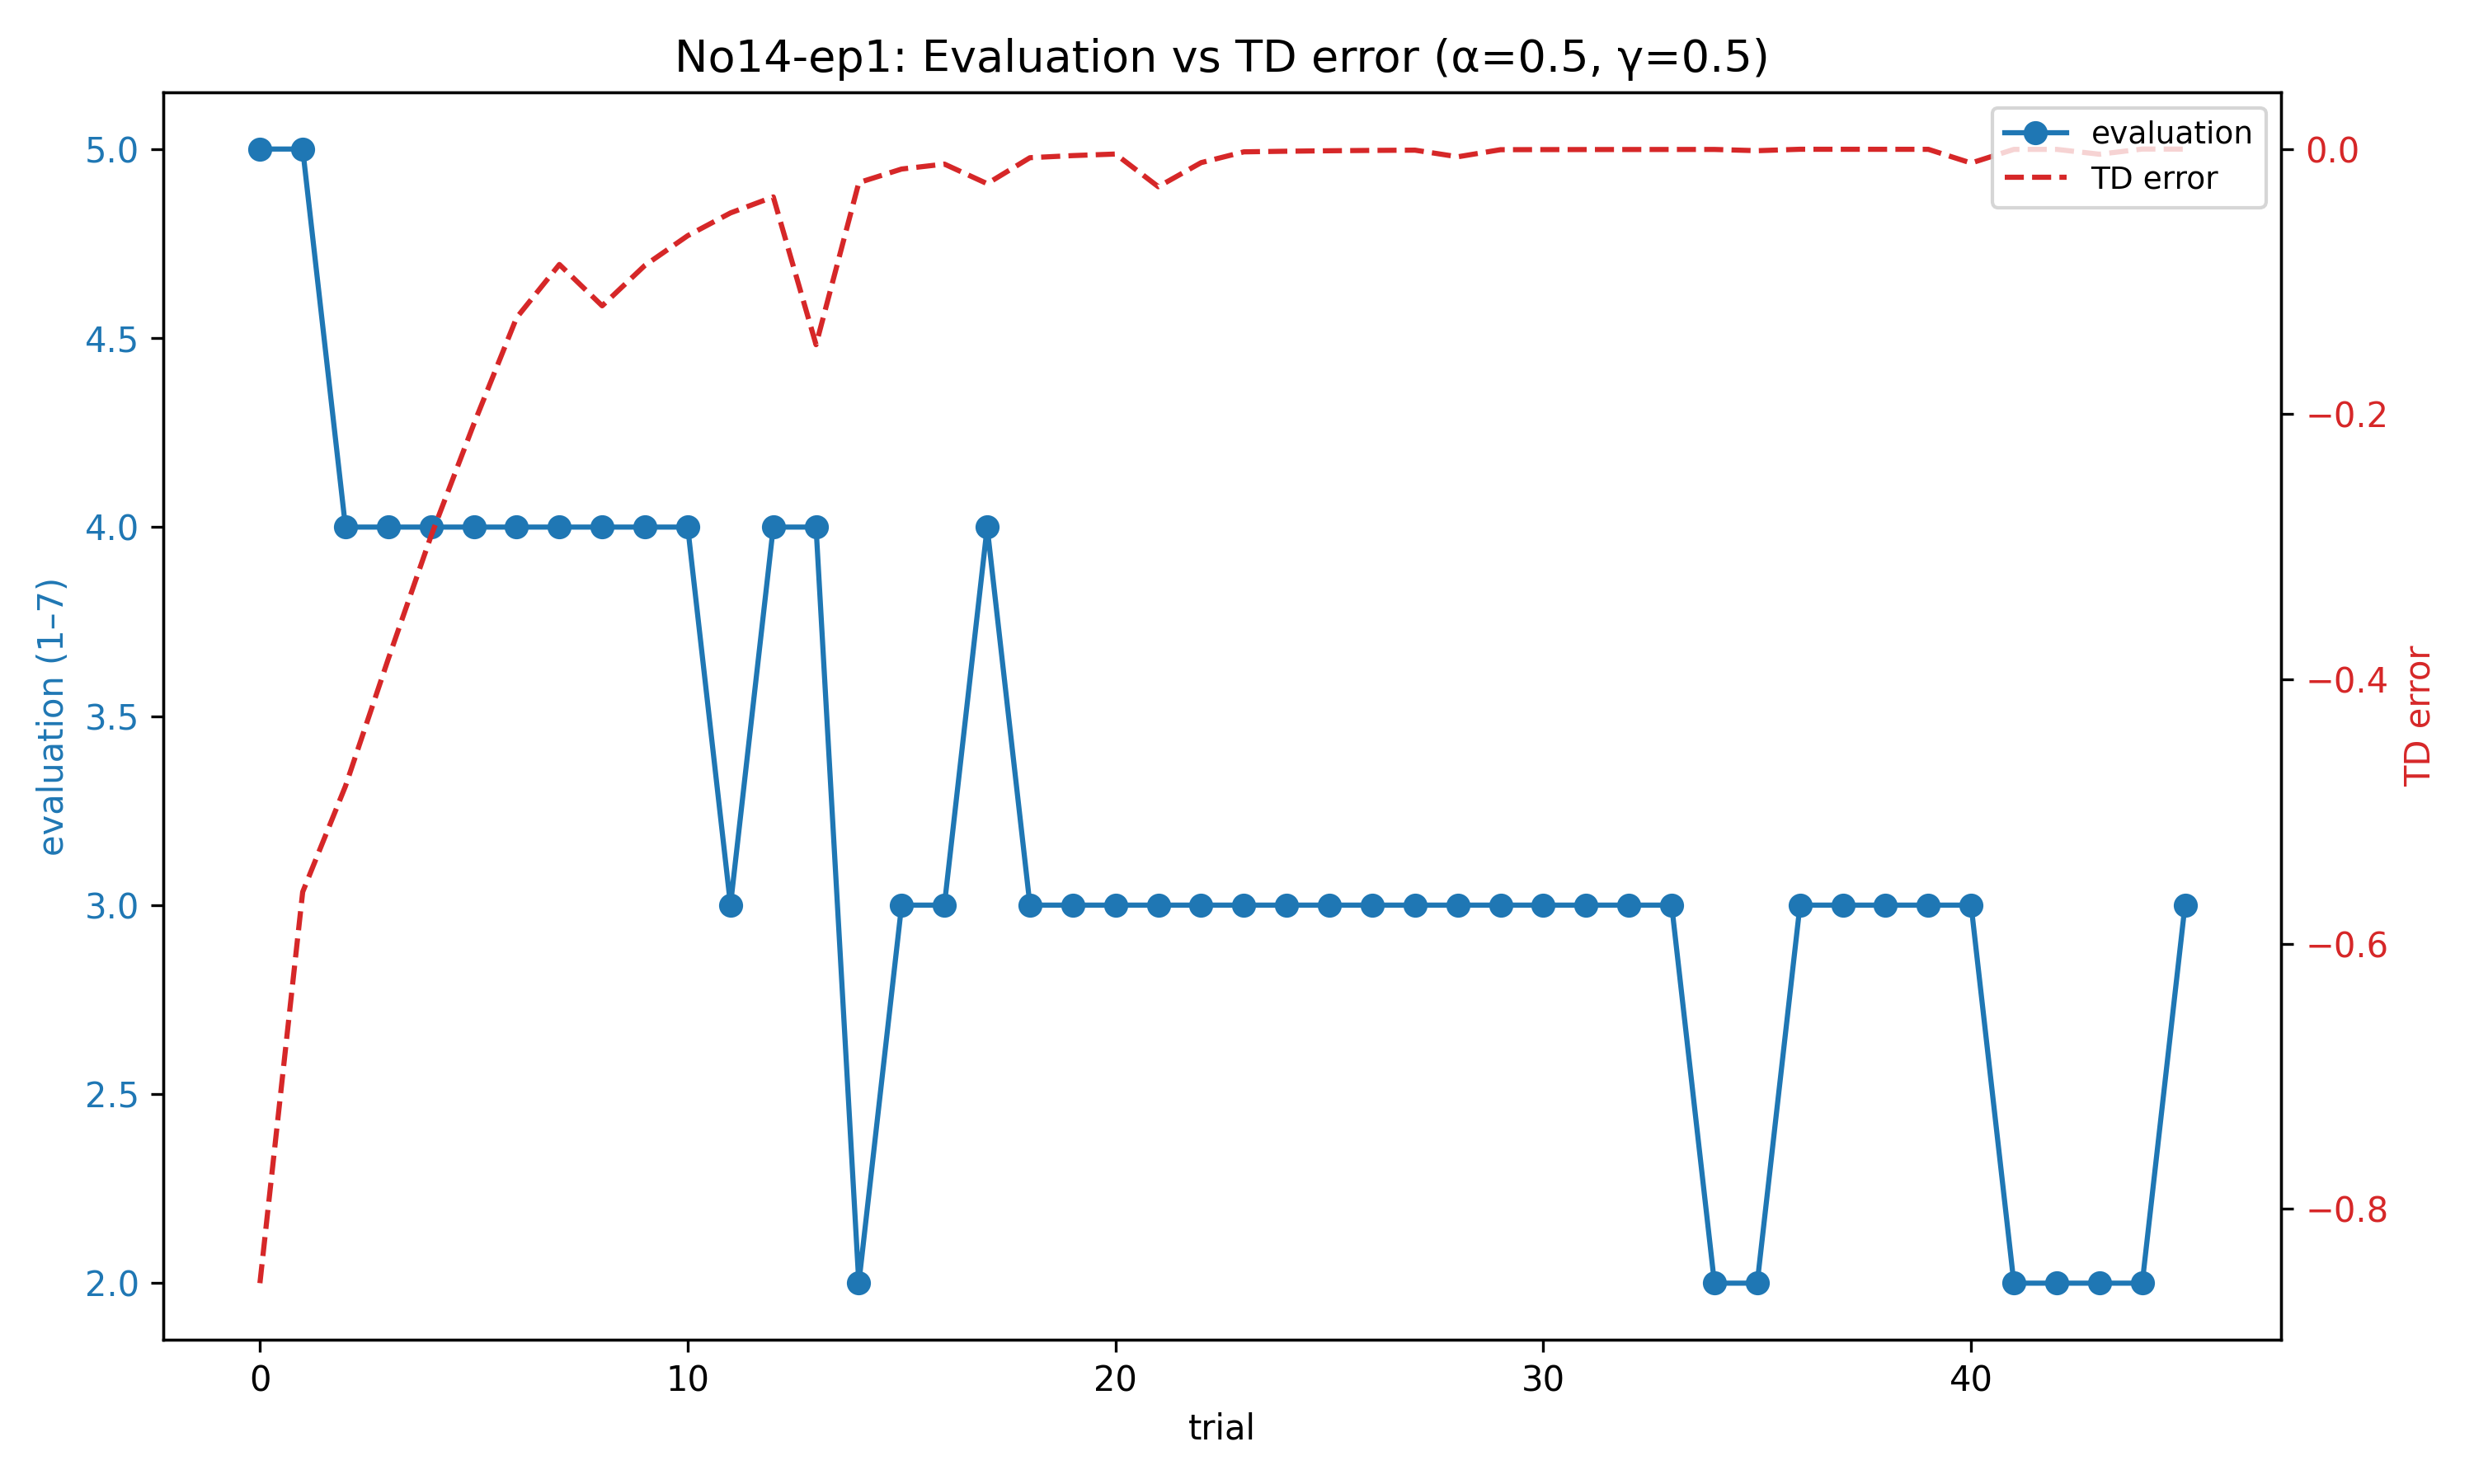 No14-ep1: Evaluation vs TD error (α=0.5, γ=0.5)
evaluation
TD error
5.0
4.5
4.0
3.5
3.0
2.5
2.0
evaluation (1–7)
0.0
−0.2
−0.4
−0.6
−0.8
TD error
0
10
20
30
40
trial